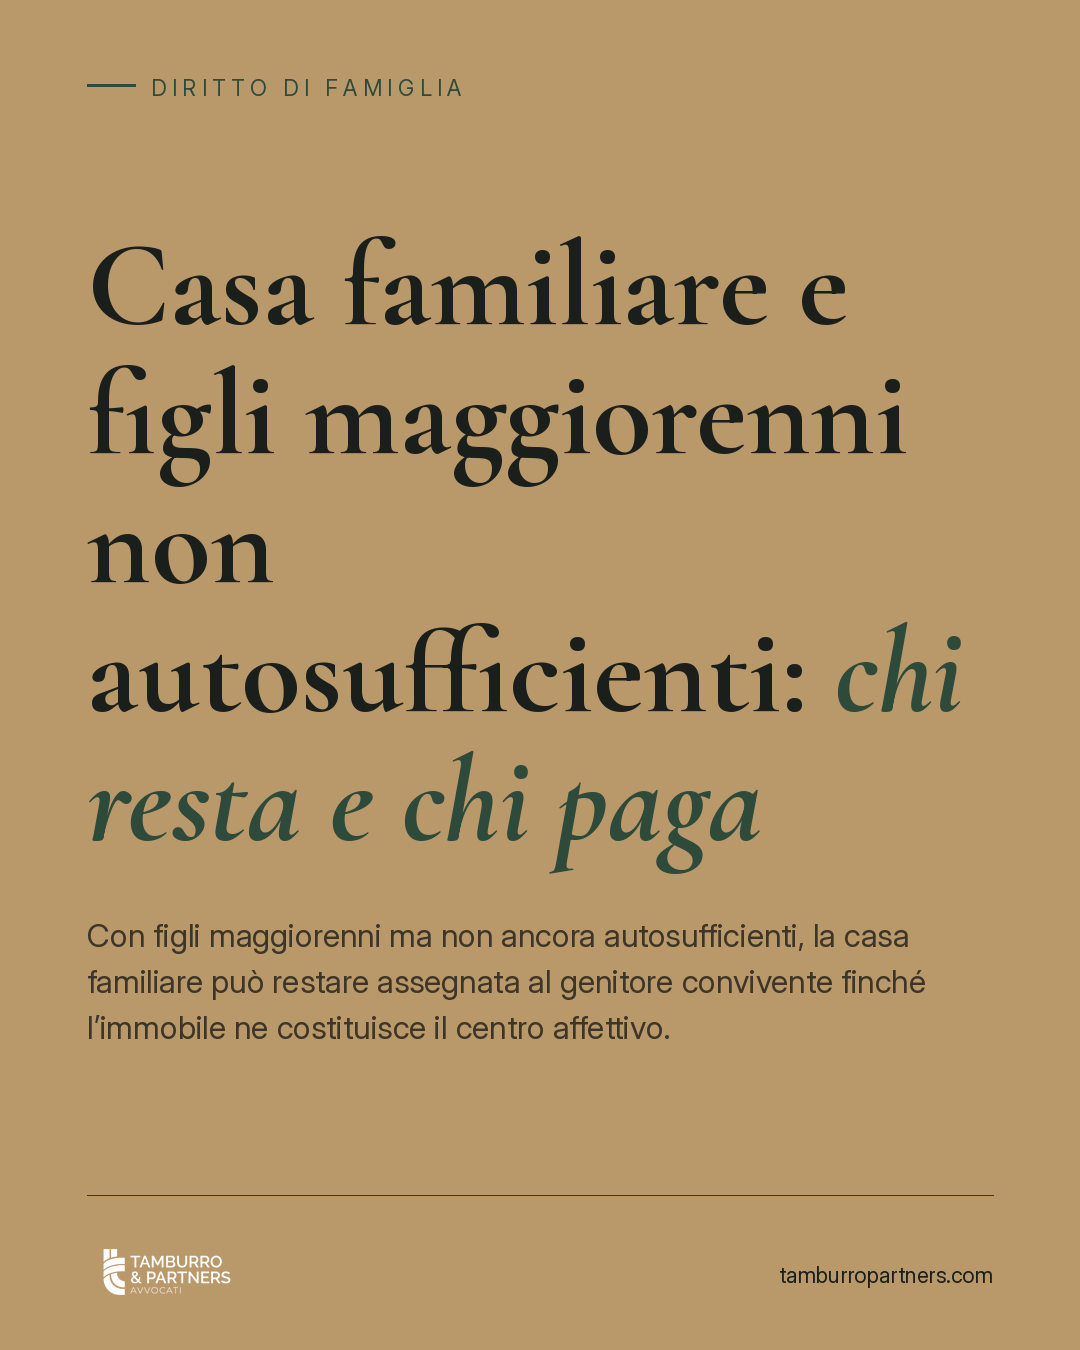 DIRITTO DI FAMIGLIA
Casa familiare e
figli maggiorenni
non
autosufficienti: chi
resta e chi paga
Con figli maggiorenni ma non ancora autosufficienti, la casa
familiare può restare assegnata al genitore convivente finché
l’immobile ne costituisce il centro affettivo.
TAMBURRO
& PARTNERS
AVVOCATI
tamburropartners.com